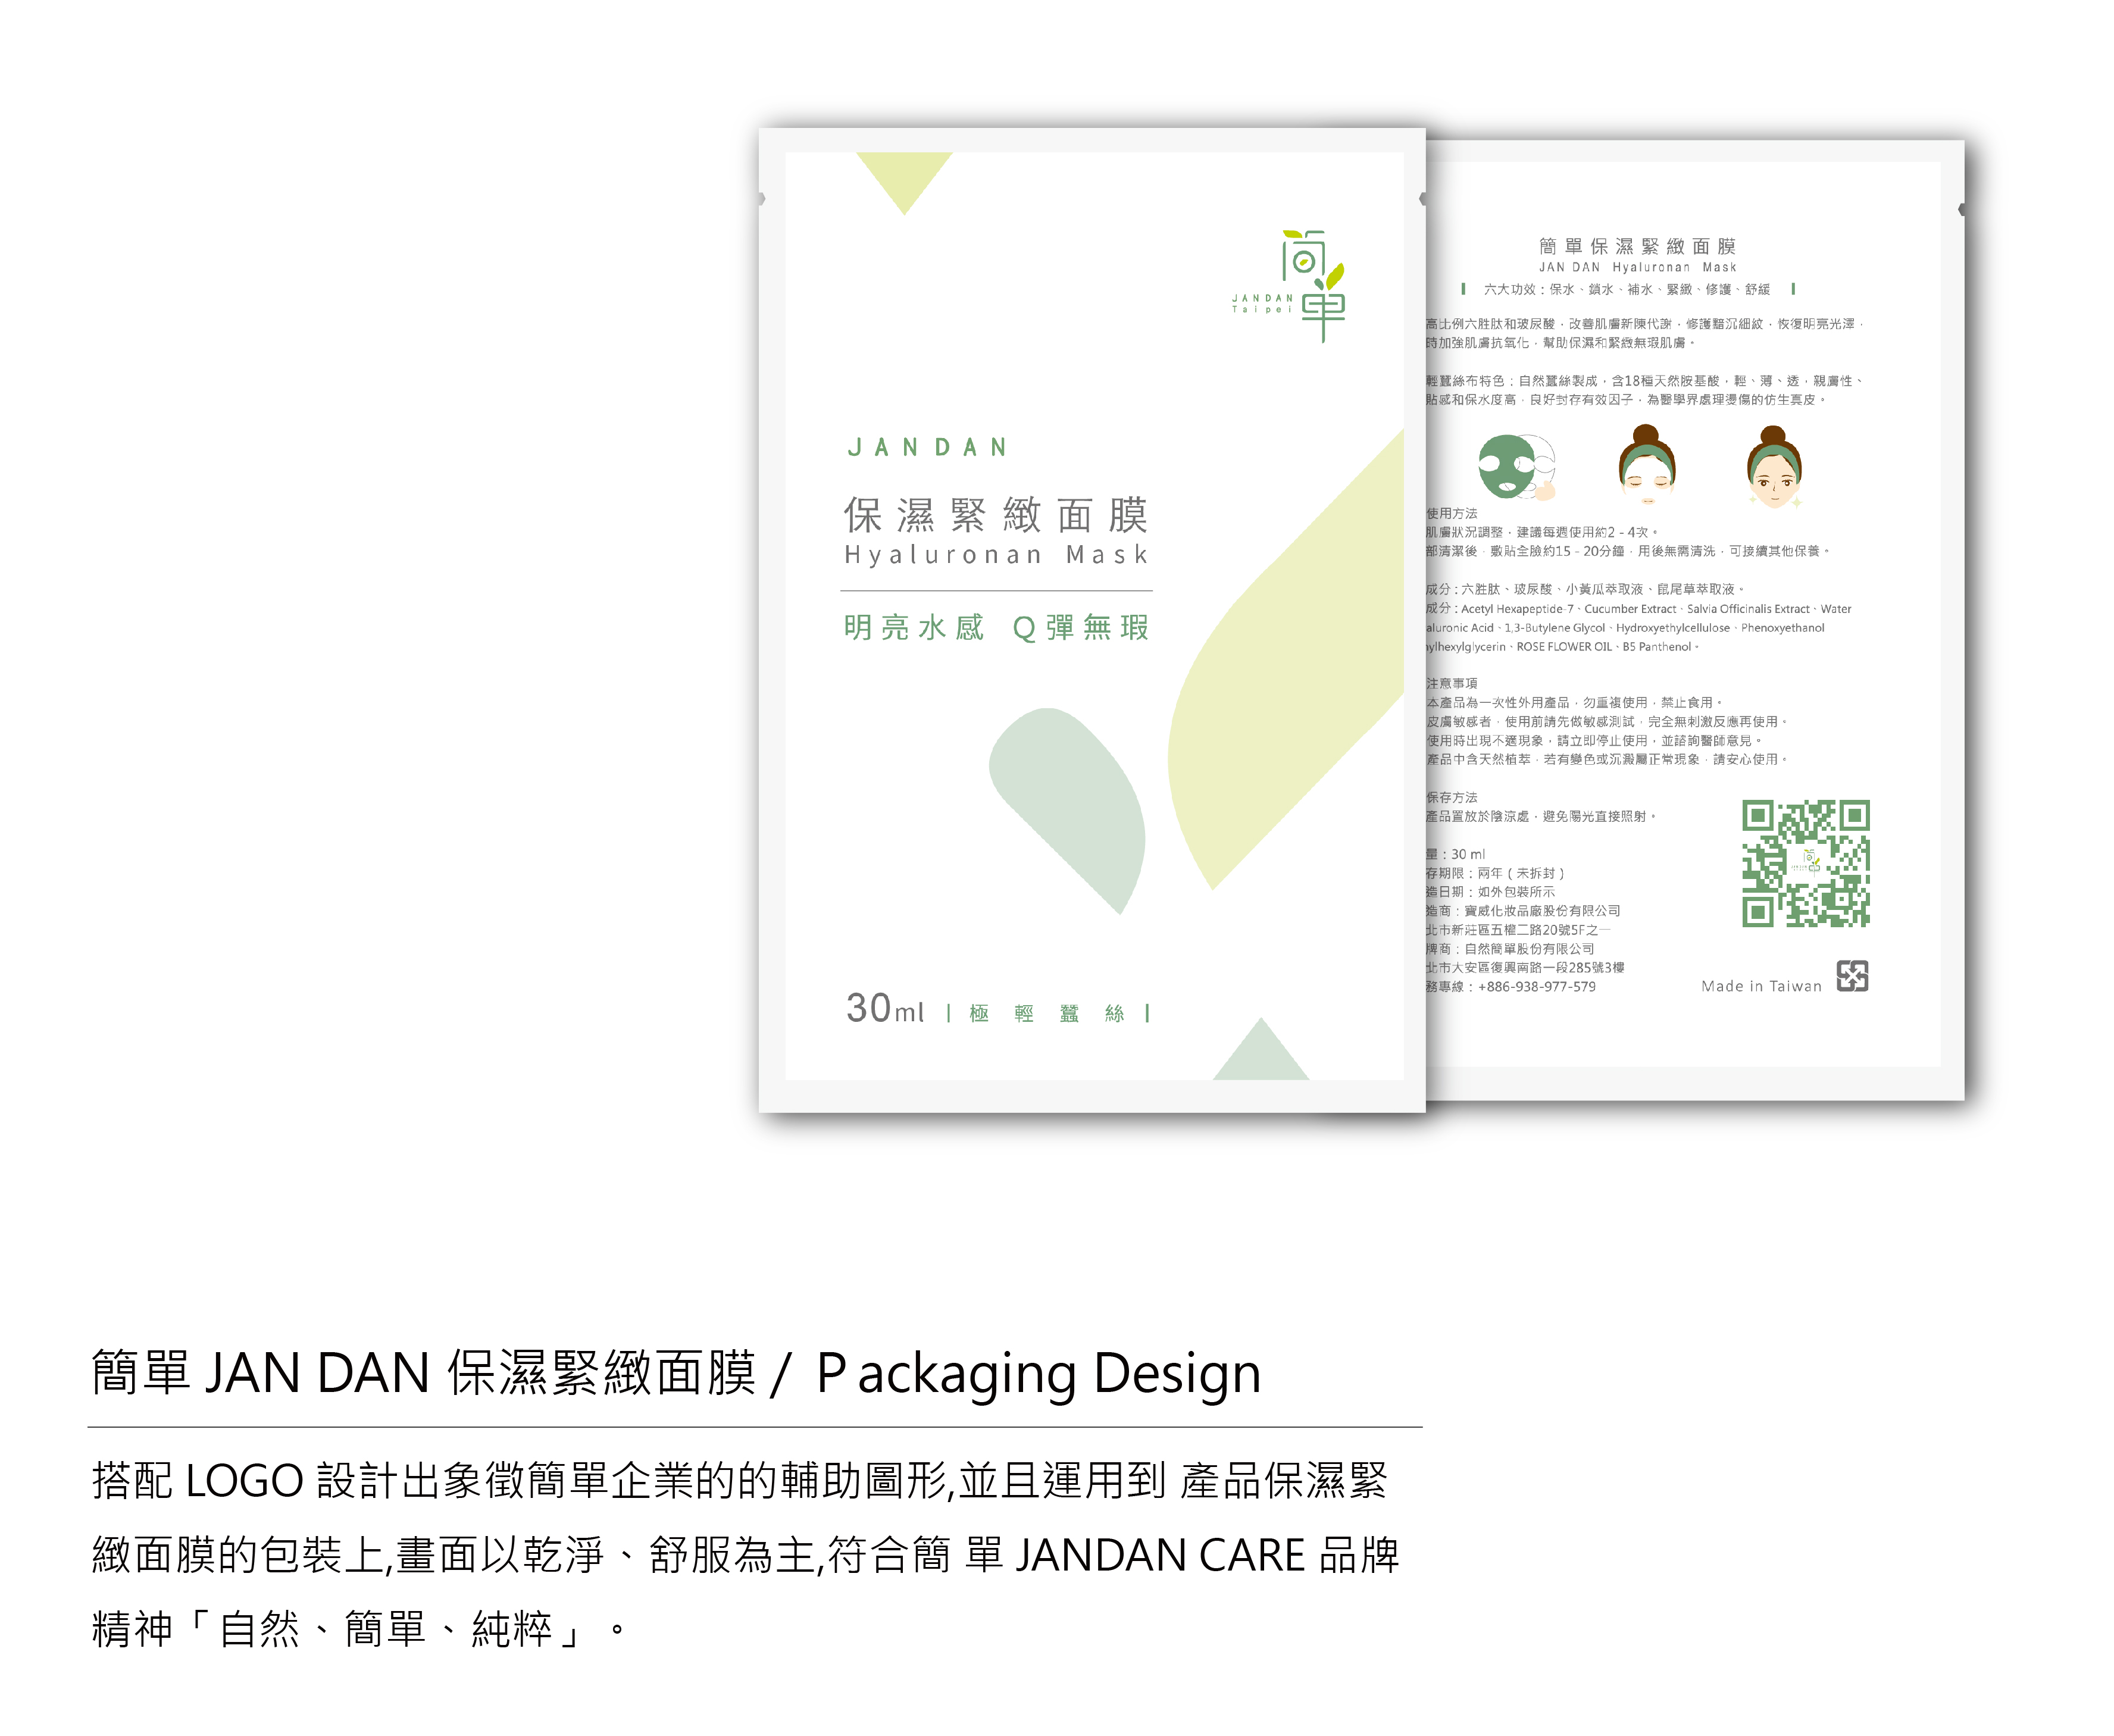 簡單
JANDAN
Taipei
JANDAN
保濕緊緻面膜
Hyaluronan Mask
明亮水感 Q彈無瑕
30ml | 極輕蠶絲 |
簡單保濕緊緻面膜
JAN DAN Hyaluronan Mask
六大功效：保水、鎖水、補水、緊緻、修護、舒緩
高比例六胜肽和玻尿酸，改善肌膚新陳代謝，修護黯沉細紋，恢復明亮光澤，
時加強肌膚抗氧化，幫助保濕和緊緻無瑕肌膚。
輕蠶絲布特色：自然蠶絲製成，含18種天然胺基酸，輕、薄、透，親膚性、
貼感和保水度高，良好封存有效因子，為醫學界處理燙傷的仿生真皮。
使用方法
肌膚狀況調整，建議每週使用約2 - 4次。
部清潔後，敷貼全臉約15 - 20分鐘，用後無需清洗，可接續其他保養。
成分：六胜肽、玻尿酸、小黃瓜萃取液、鼠尾草萃取液。
成分：Acetyl Hexapeptide-7、Cucumber Extract、Salvia Officinalis Extract、Water
aluronic Acid、1,3-Butylene Glycol、Hydroxyethylcellulose、Phenoxyethanol
ylhexylglycerin、ROSE FLOWER OIL、B5 Panthenol。
注意事項
本產品為一次性外用產品，勿重複使用，禁止食用。
皮膚敏感者，使用前請先做敏感測試，完全無刺激反應再使用。
使用時出現不適現象，請立即停止使用，並諮詢醫師意見。
產品中含天然植萃，若有變色或沉澱屬正常現象，請安心使用。
保存方法
產品置放於陰涼處，避免陽光直接照射。
量：30 ml
存期限：兩年（未拆封）
造日期：如外包裝所示
造商：寶威化妝品廠股份有限公司
北市新莊區五權二路20號5F之一
牌商：自然簡單股份有限公司
北市大安區復興南路一段285號3樓
務專線：+886-938-977-579
Made in Taiwan
簡單 JAN DAN 保濕緊緻面膜 / P ackaging Design
搭配 LOGO 設計出象徵簡單企業的的輔助圖形,並且運用到 產品保濕緊
緻面膜的包裝上,畫面以乾淨、舒服為主,符合簡 單 JANDAN CARE 品牌
精神「自然、簡單、純粹」。